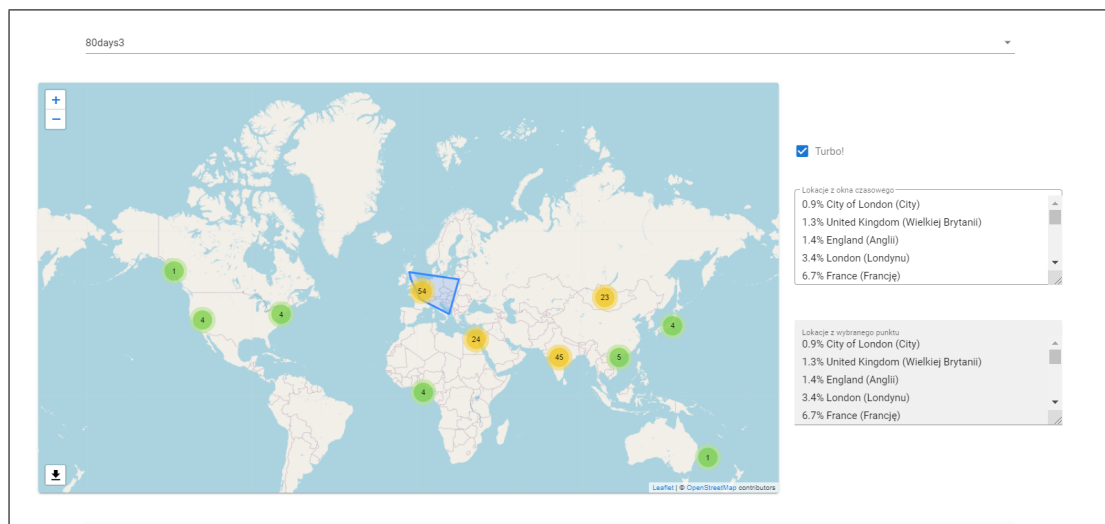 80days3
+
−
1
4
4
54
24
4
45
23
5
4
1
Leaflet | © OpenStreetMap contributors
Turbo!
Lokacje z okna czasowego
0.9% City of London (City)
1.3% United Kingdom (Wielkiej Brytanii)
1.4% England (Anglii)
3.4% London (Londynu)
6.7% France (Francję)
Lokacje z wybranego punktu
0.9% City of London (City)
1.3% United Kingdom (Wielkiej Brytanii)
1.4% England (Anglii)
3.4% London (Londynu)
6.7% France (Francję)